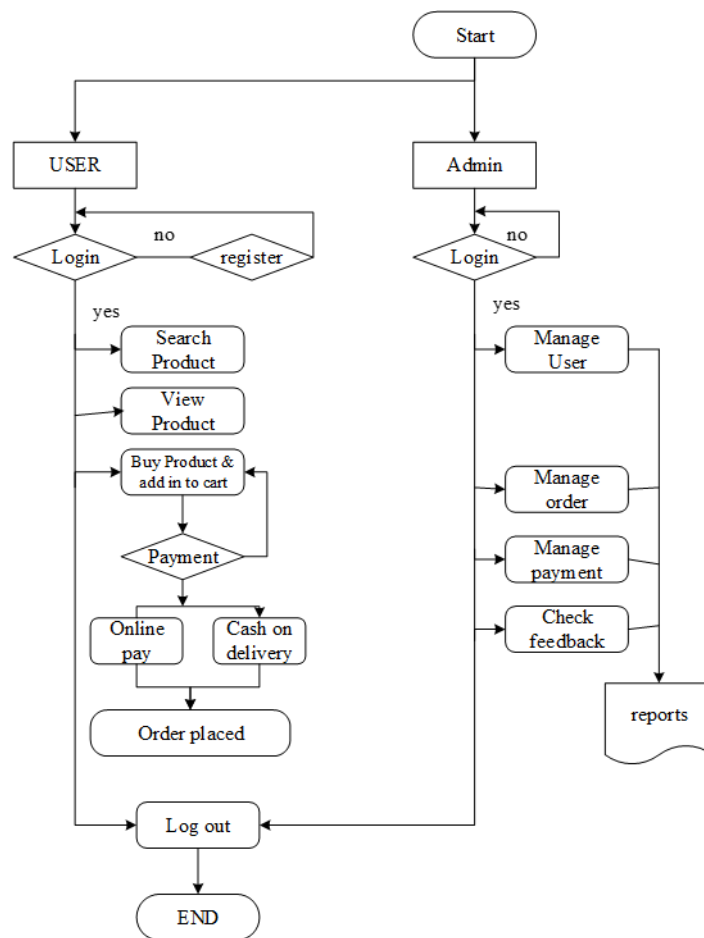 Start
USER
Admin
Login
no
register
Login
no
yes
yes
Search
Product
Manage
User
View
Product
Buy Product &
add in to cart
Manage
order
Payment
Manage
payment
Online
pay
Cash on
delivery
Check
feedback
Order placed
reports
Log out
END